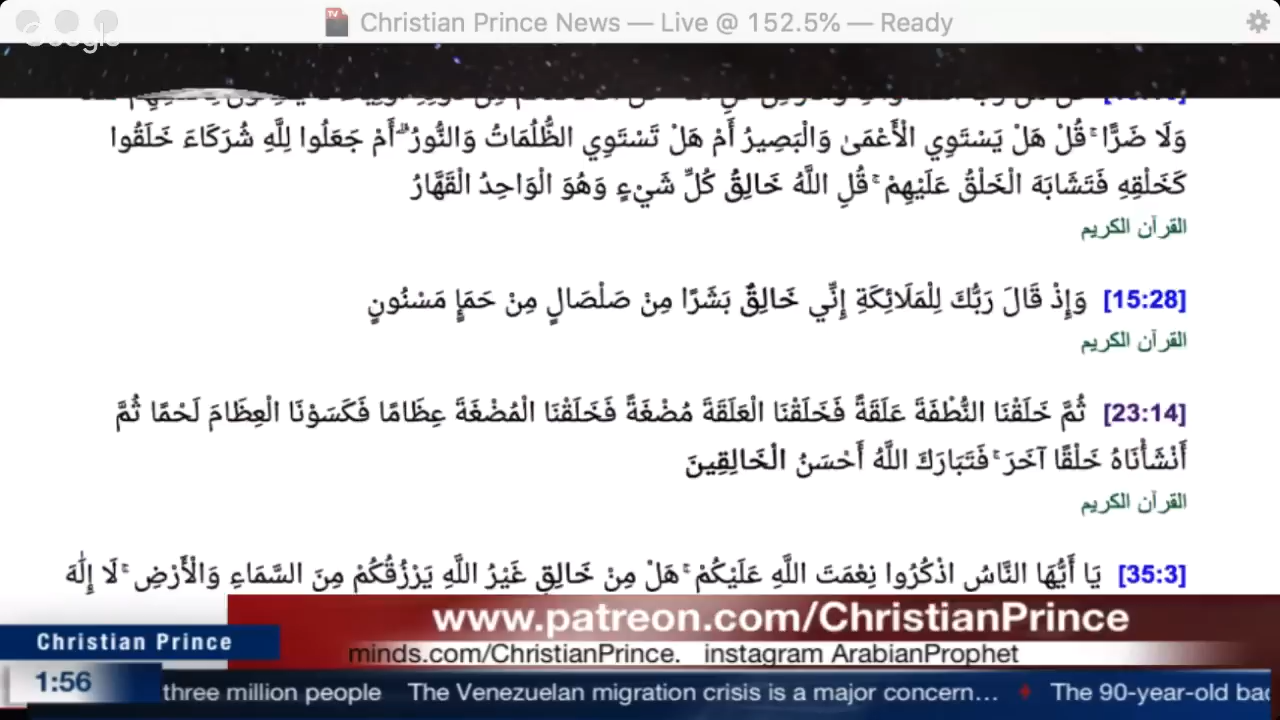 Christian Prince News — Live @ 152.5% — Ready
Google
وَلَا ضَرًّا ۚ قُلْ هَلْ يَسْتَوِي الْأَعْمَىٰ وَالْبَصِيرُ أَمْ هَلْ تَسْتَوِي الظُّلُمَاتُ وَالنُّورُ ۗ أَمْ جَعَلُوا لِلَّهِ شُرَكَاءَ خَلَقُوا
كَخَلْقِهِ فَتَشَابَهَ الْخَلْقُ عَلَيْهِمْ ۚ قُلِ اللَّهُ خَالِقُ كُلِّ شَيْءٍ وَهُوَ الْوَاحِدُ الْقَهَّارُ
القرآن الكريم
[15:28] وَإِذْ قَالَ رَبُّكَ لِلْمَلَائِكَةِ إِنِّي خَالِقٌ بَشَرًا مِنْ صَلْصَالٍ مِنْ حَمَإٍ مَسْنُونٍ
القرآن الكريم
[23:14] ثُمَّ خَلَقْنَا النُّطْفَةَ عَلَقَةً فَخَلَقْنَا الْعَلَقَةَ مُضْغَةً فَخَلَقْنَا الْمُضْغَةَ عِظَامًا فَكَسَوْنَا الْعِظَامَ لَحْمًا ثُمَّ
أَنْشَأْنَاهُ خَلْقًا آخَرَ ۚ فَتَبَارَكَ اللَّهُ أَحْسَنُ الْخَالِقِينَ
القرآن الكريم
[35:3] يَا أَيُّهَا النَّاسُ اذْكُرُوا نِعْمَتَ اللَّهِ عَلَيْكُمْ ۚ هَلْ مِنْ خَالِقٍ غَيْرُ اللَّهِ يَرْزُقُكُمْ مِنَ السَّمَاءِ وَالْأَرْضِ ۚ لَا إِلَٰهَ
www.patreon.com/ChristianPrince
Christian Prince
minds.com/ChristianPrince. instagram ArabianProphet
1:56
three million people The Venezuelan migration crisis is a major concern... The 90-year-old